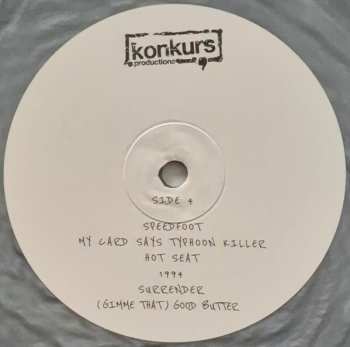 konkurs
productions
SIDE 4
SPEEDFOOT
MY CARD SAYS TYPHOON KILLER
HOT SEAT
1994
SURRENDER
(GIMME THAT) GOOD BUTTER